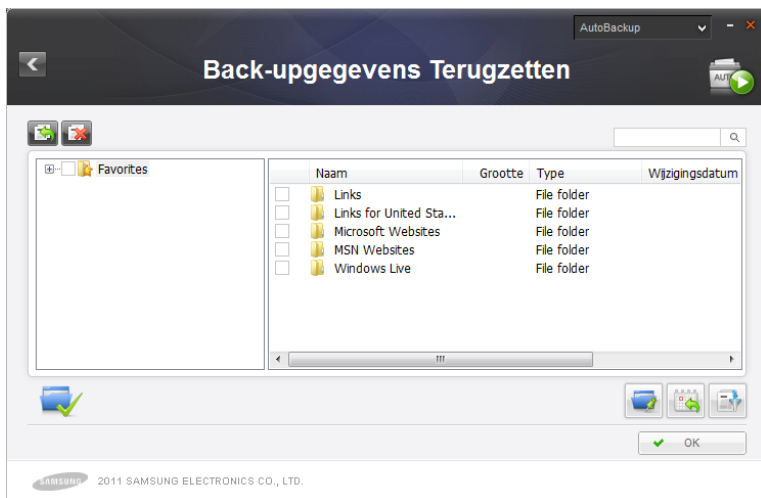 AutoBackup
Back-upgegevens Terugzetten
AUTO
Favorites
Naam Grootte Type Wijzigingsdatum
Links File folder
Links for United Sta... File folder
Microsoft Websites File folder
MSN Websites File folder
Windows Live File folder
OK
SAMSUNG 2011 SAMSUNG ELECTRONICS CO., LTD.